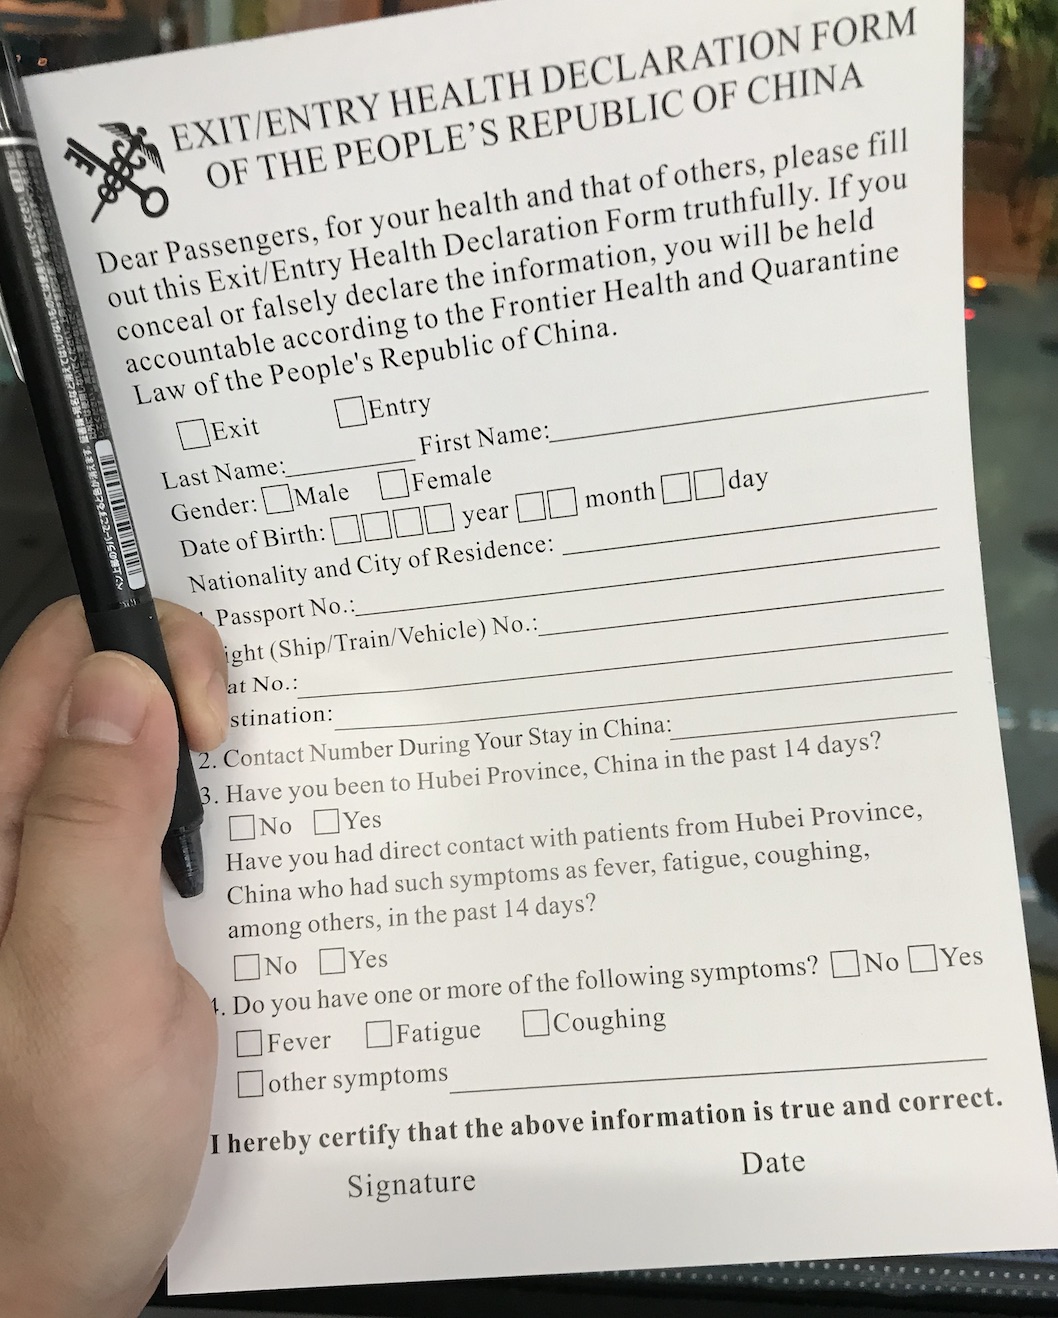 EXIT/ENTRY HEALTH DECLARATION FORM
OF THE PEOPLE'S REPUBLIC OF CHINA
Dear Passengers, for your health and that of others, please fill
out this Exit/Entry Health Declaration Form truthfully. If you
conceal or falsely declare the information, you will be held
accountable according to the Frontier Health and Quarantine
Law of the People's Republic of China.
Exit Entry
Last Name: First Name:
Gender: Male Female
Date of Birth: year month day
Nationality and City of Residence:
Passport No.:
ight (Ship/Train/Vehicle) No.:
at No.:
stination:
2. Contact Number During Your Stay in China:
3. Have you been to Hubei Province, China in the past 14 days?
No Yes
Have you had direct contact with patients from Hubei Province,
China who had such symptoms as fever, fatigue, coughing,
among others, in the past 14 days?
No Yes
4. Do you have one or more of the following symptoms? No Yes
Fever Fatigue Coughing
other symptoms
I hereby certify that the above information is true and correct.
Signature Date